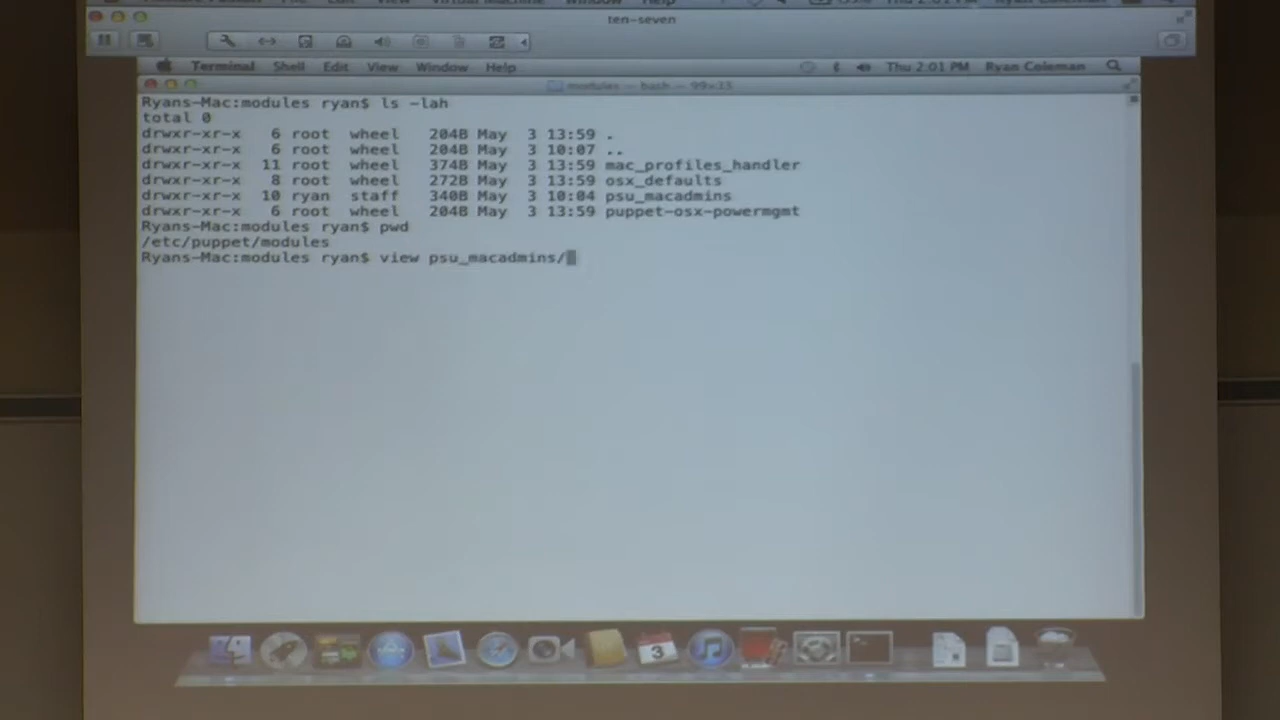 ten-seven
Terminal Shell Edit View Window Help Thu 2:01 PM Ryan Coleman
modules — bash — 99×33
Ryans-Mac:modules ryan$ ls -lah
total 0
drwxr-xr-x 6 root wheel 204B May 3 13:59 .
drwxr-xr-x 6 root wheel 204B May 3 10:07 ..
drwxr-xr-x 11 root wheel 374B May 3 13:59 mac_profiles_handler
drwxr-xr-x 8 root wheel 272B May 3 13:59 osx_defaults
drwxr-xr-x 10 ryan staff 340B May 3 10:04 psu_macadmins
drwxr-xr-x 6 root wheel 204B May 3 13:59 puppet-osx-powermgmt
Ryans-Mac:modules ryan$ pwd
/etc/puppet/modules
Ryans-Mac:modules ryan$ view psu_macadmins/
3